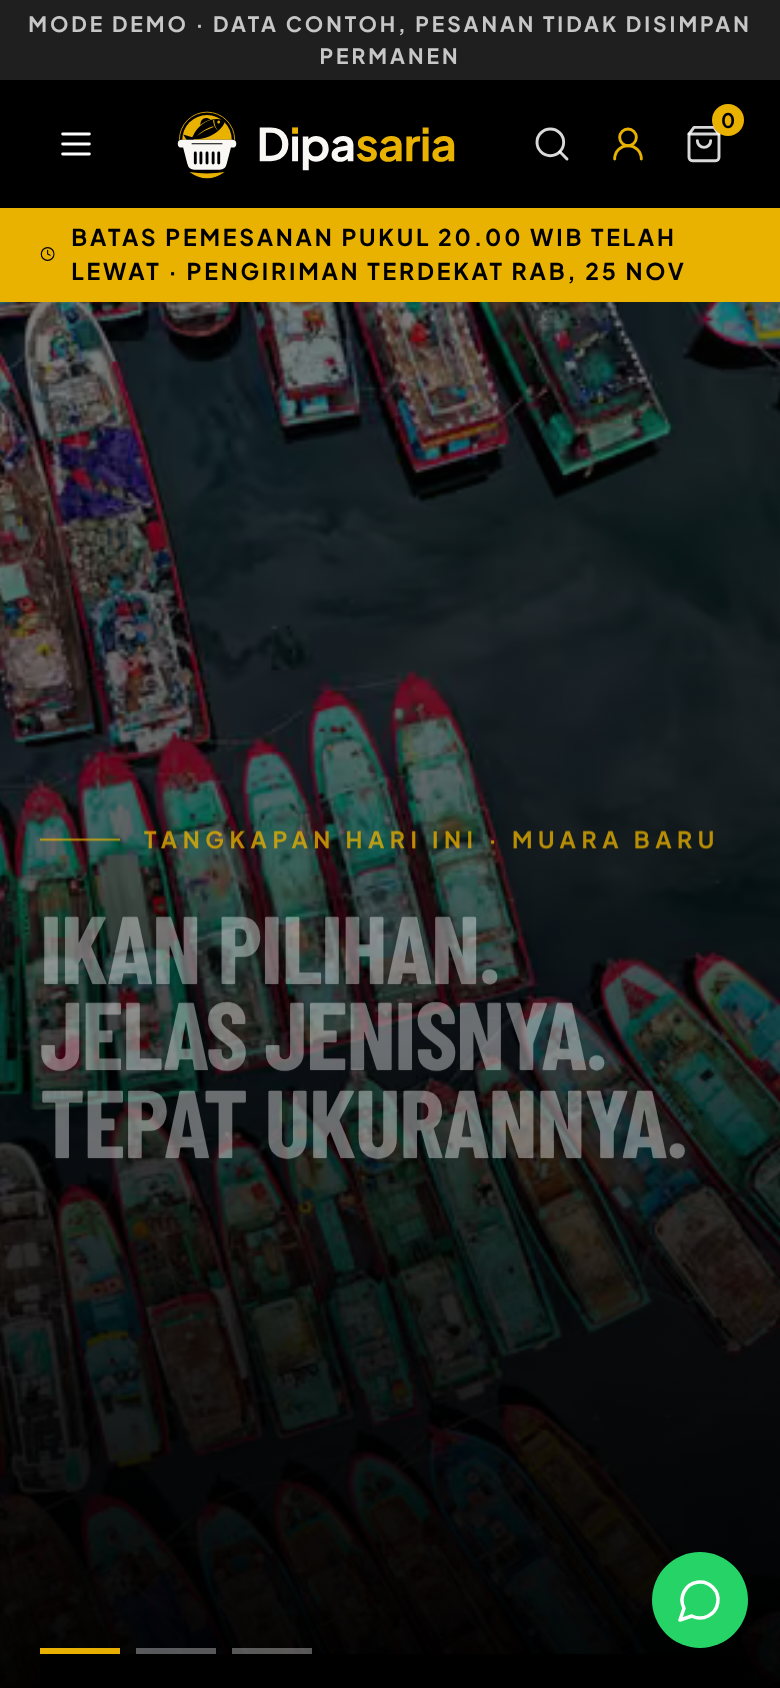 MODE DEMO · DATA CONTOH, PESANAN TIDAK DISIMPAN
PERMANEN
Dipasaria
0
BATAS PEMESANAN PUKUL 20.00 WIB TELAH
LEWAT · PENGIRIMAN TERDEKAT RAB, 25 NOV
TANGKAPAN HARI INI · MUARA BARU
IKAN PILIHAN.
JELAS JENISNYA.
TEPAT UKURANNYA.